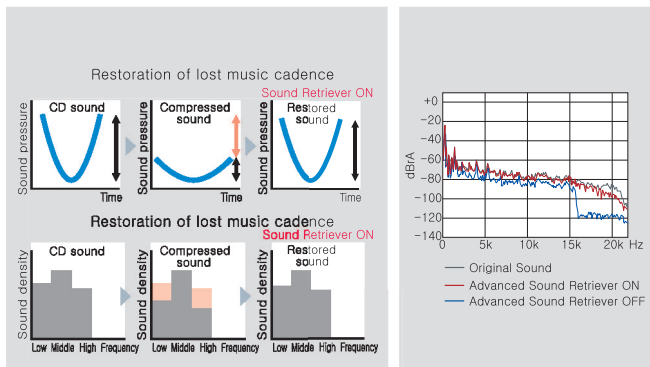 Restoration of lost music cadence
Sound Retriever ON
CD sound
Compressed
sound
Restored
sound
Sound pressure
Sound pressure
Sound pressure
Time
Time
Time
Restoration of lost music cadence
Sound Retriever ON
CD sound
Compressed
sound
Restored
sound
Sound density
Sound density
Sound density
Low Middle High Frequency
Low Middle High Frequency
Low Middle High Frequency
dBrA
+0
−20
−40
−60
−80
−100
−120
−140
0 5k 10k 15k 20k Hz
Original Sound
Advanced Sound Retriever ON
Advanced Sound Retriever OFF